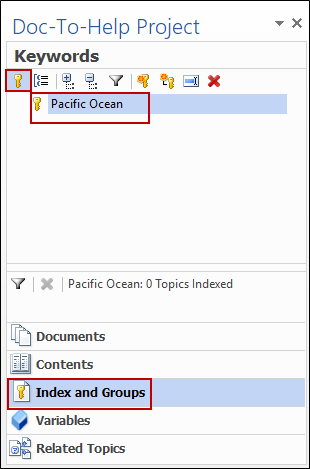 Doc-To-Help Project
Keywords
Pacific Ocean
Pacific Ocean: 0 Topics Indexed
Documents
Contents
Index and Groups
Variables
Related Topics